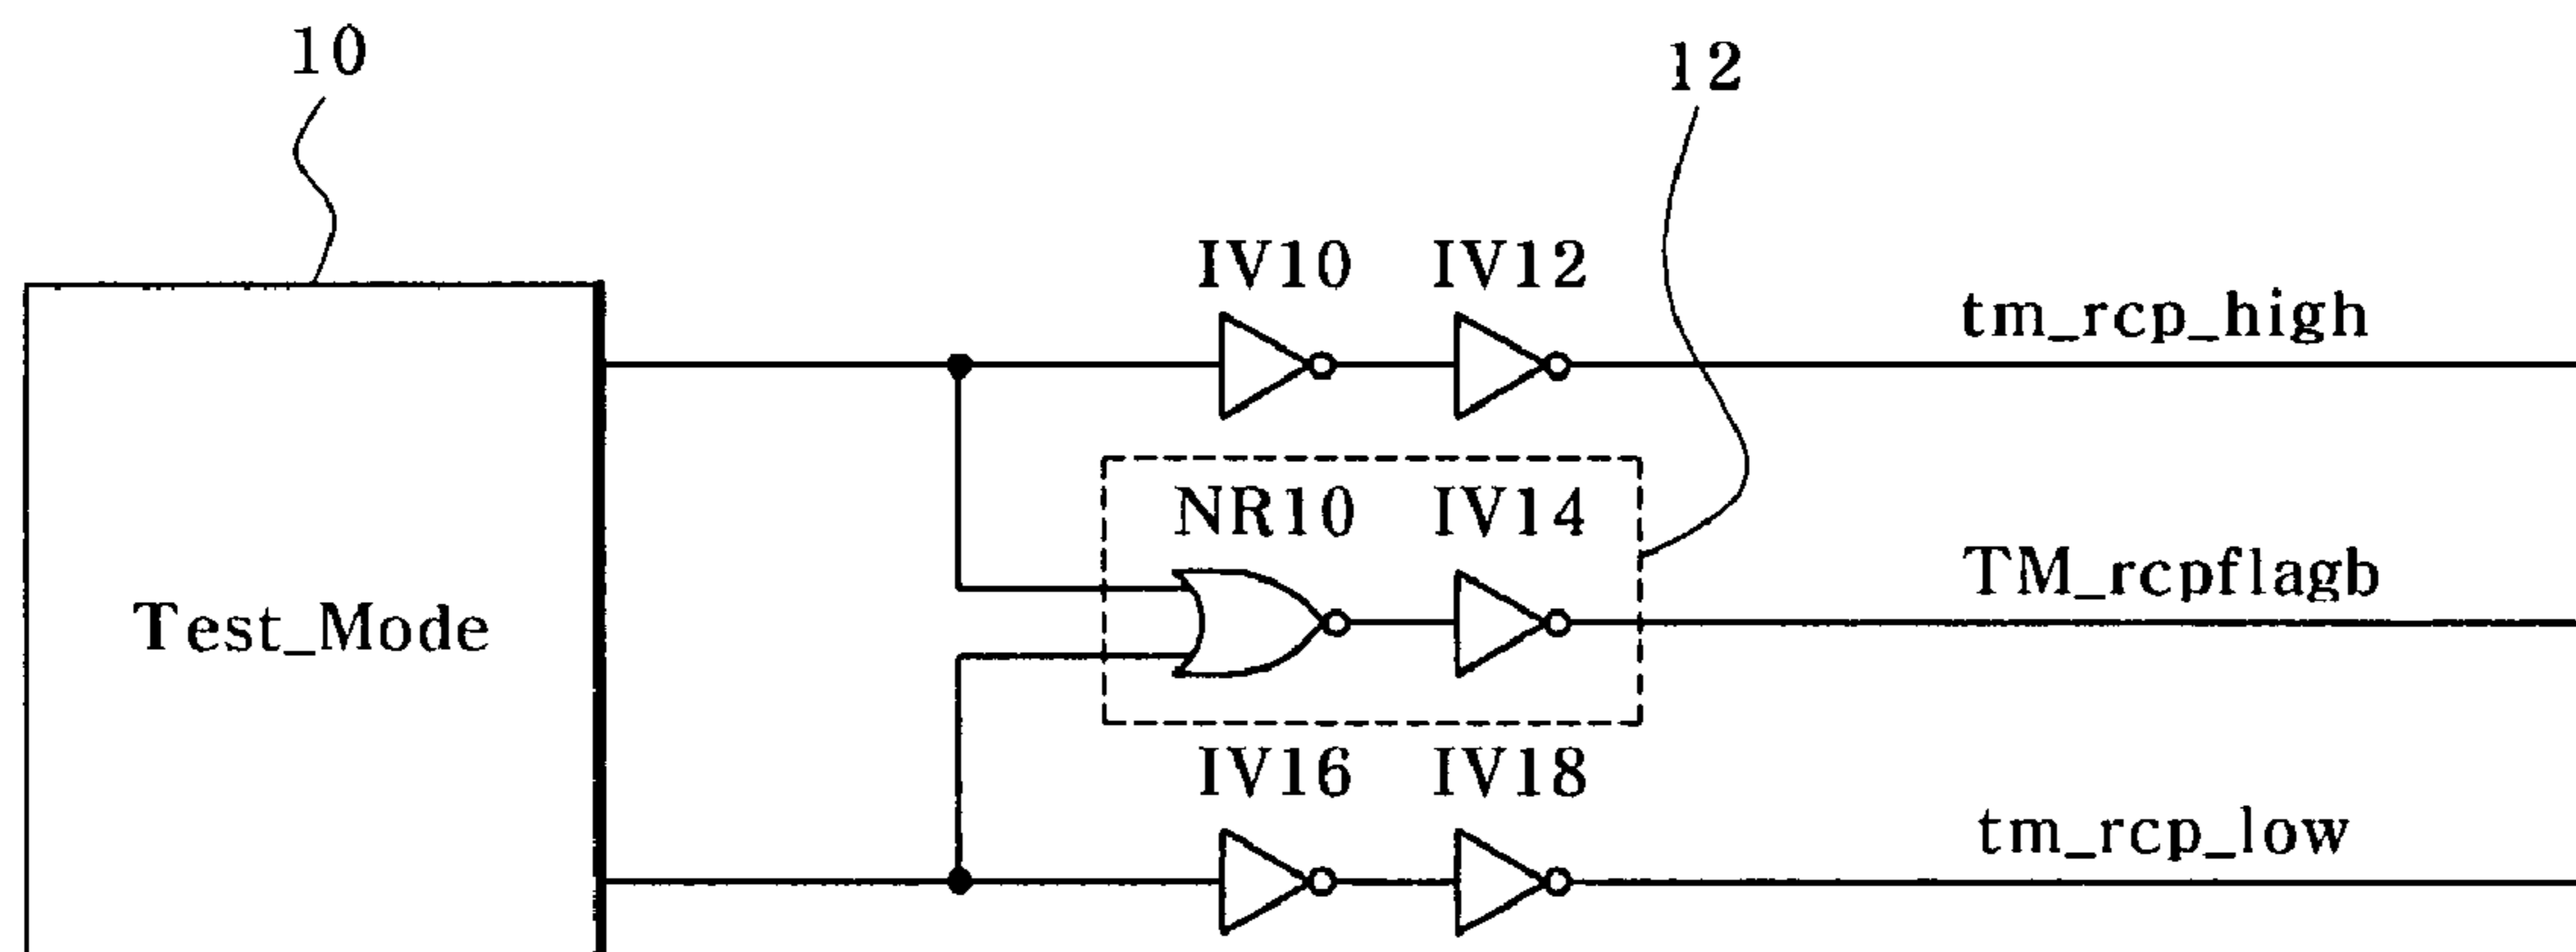 10
12
IV10 IV12
tm_rcp_high
NR10 IV14
TM_rcpflagb
Test_Mode
IV16 IV18
tm_rcp_low